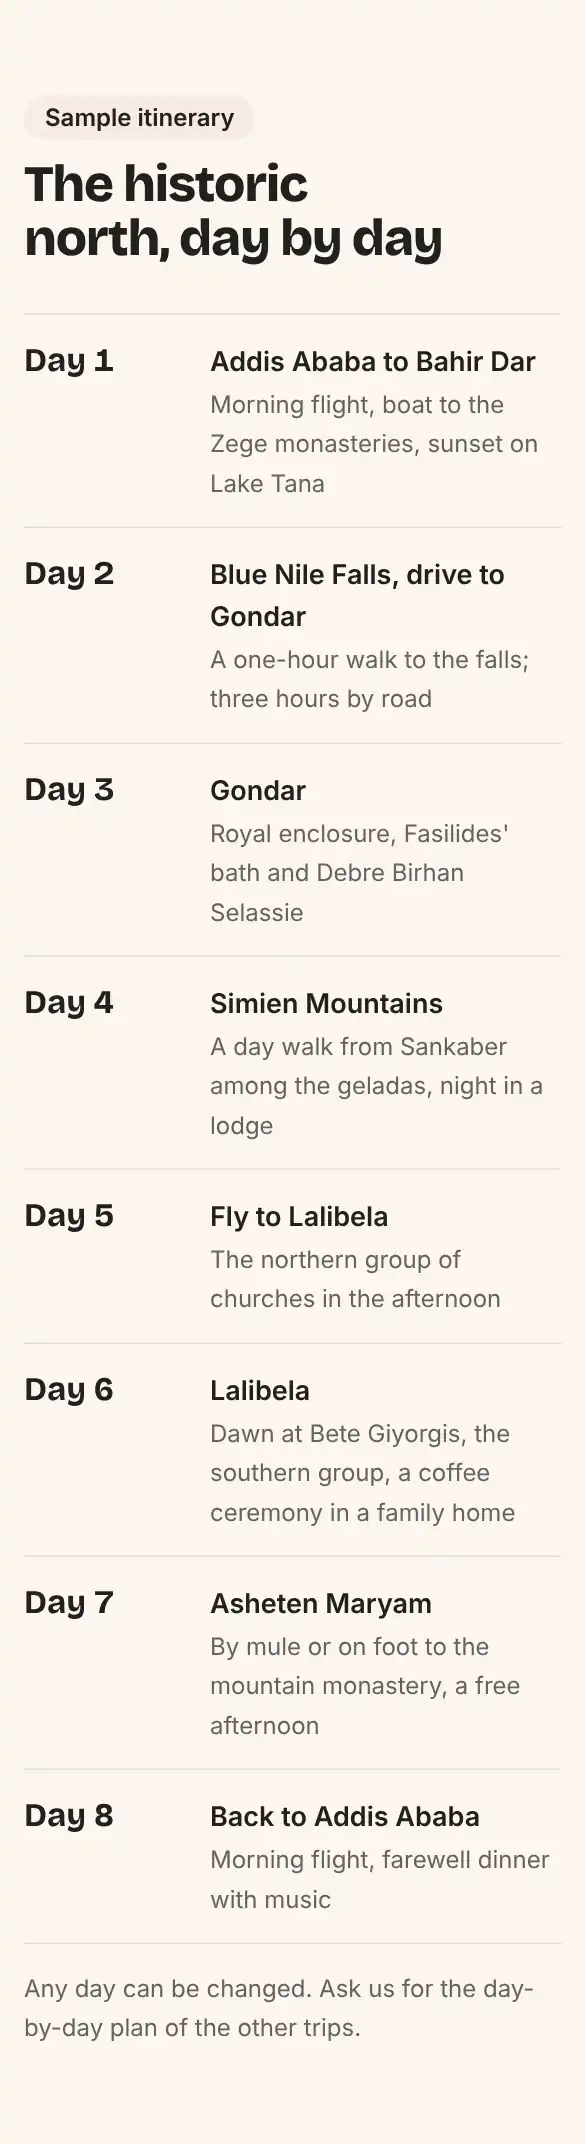 Sample itinerary
The historic
north, day by day
Day 1
Addis Ababa to Bahir Dar
Morning flight, boat to the
Zege monasteries, sunset on
Lake Tana
Day 2
Blue Nile Falls, drive to
Gondar
A one-hour walk to the falls;
three hours by road
Day 3
Gondar
Royal enclosure, Fasilides'
bath and Debre Birhan
Selassie
Day 4
Simien Mountains
A day walk from Sankaber
among the geladas, night in a
lodge
Day 5
Fly to Lalibela
The northern group of
churches in the afternoon
Day 6
Lalibela
Dawn at Bete Giyorgis, the
southern group, a coffee
ceremony in a family home
Day 7
Asheten Maryam
By mule or on foot to the
mountain monastery, a free
afternoon
Day 8
Back to Addis Ababa
Morning flight, farewell dinner
with music
Any day can be changed. Ask us for the day-
by-day plan of the other trips.